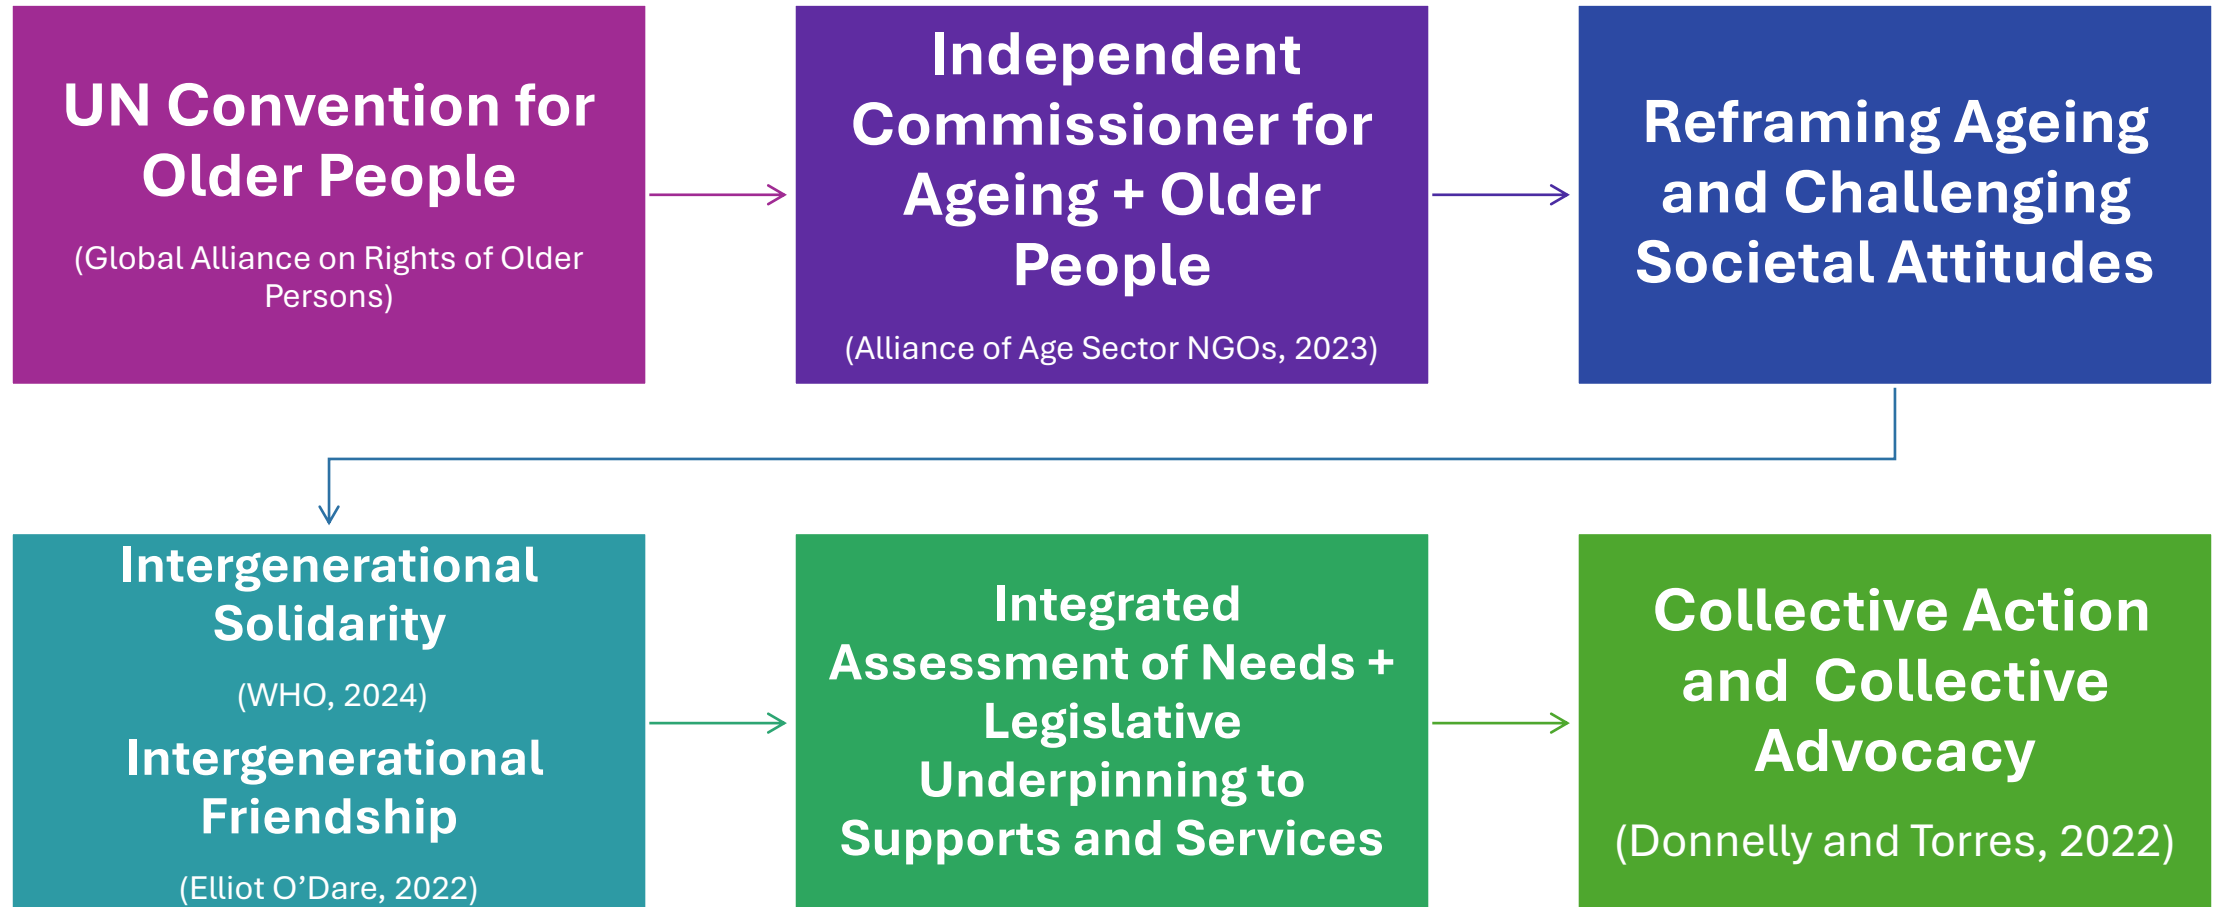 UN Convention for
Older People
(Global Alliance on Rights of Older
Persons)
Independent
Commissioner for
Ageing + Older
People
(Alliance of Age Sector NGOs, 2023)
Reframing Ageing
and Challenging
Societal Attitudes
Intergenerational
Solidarity
(WHO, 2024)
Intergenerational
Friendship
(Elliot O’Dare, 2022)
Integrated
Assessment of Needs +
Legislative
Underpinning to
Supports and Services
Collective Action
and  Collective
Advocacy
(Donnelly and Torres, 2022)